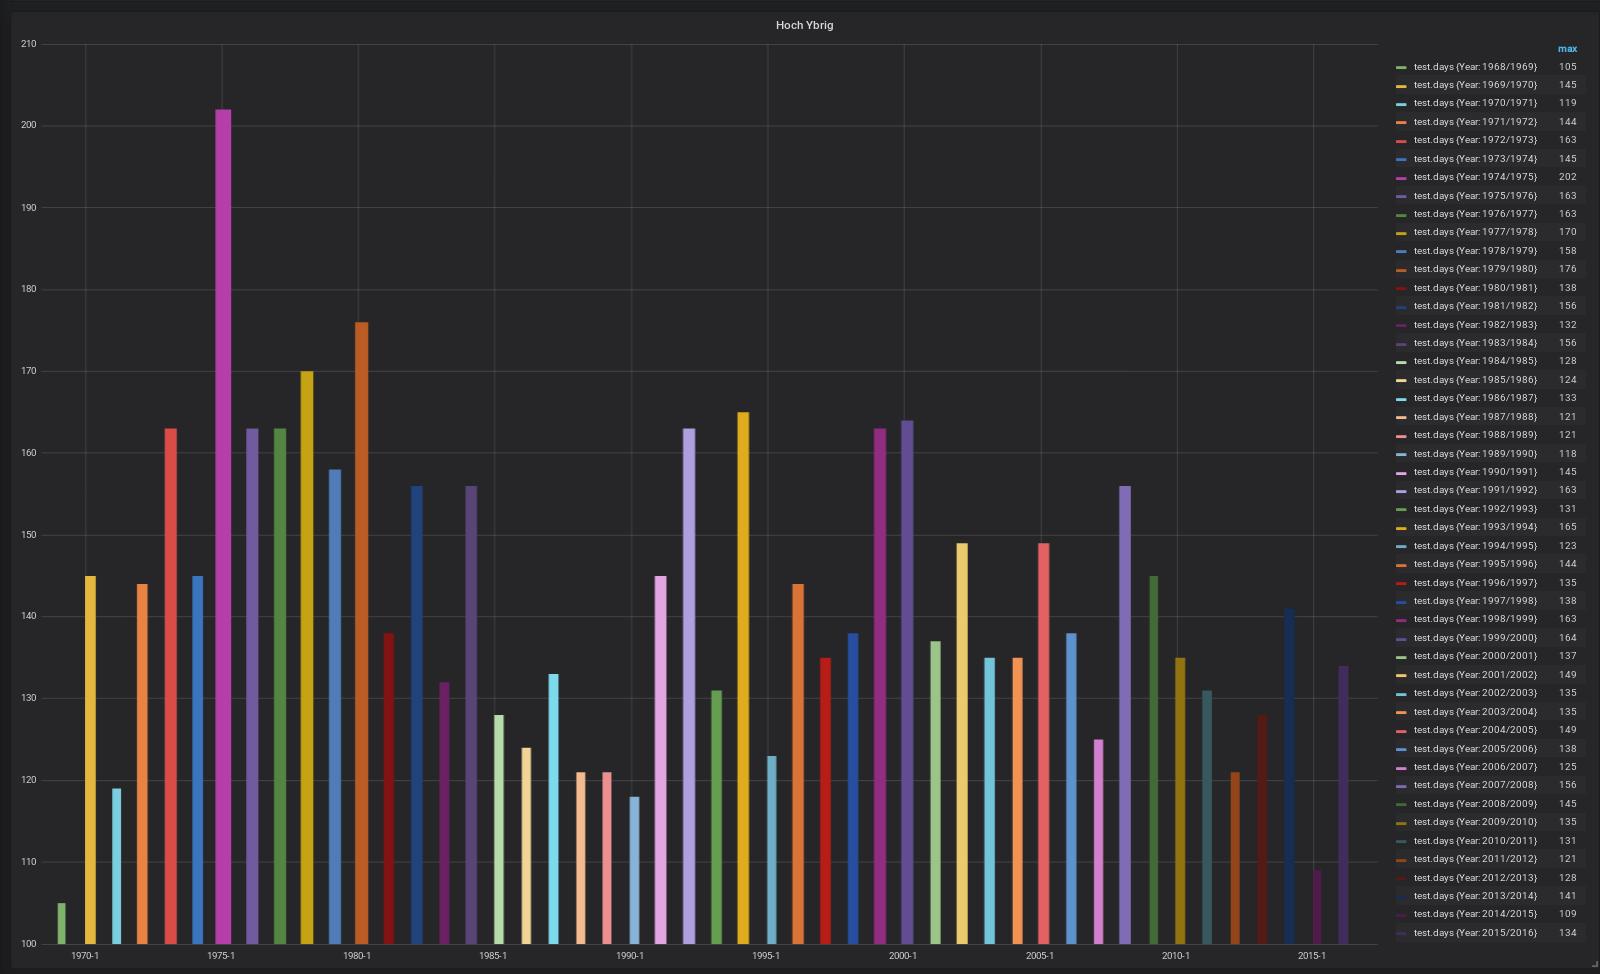 Hoch Ybrig
210
200
190
180
170
160
150
140
130
120
110
100
1970-1 1975-1 1980-1 1985-1 1990-1 1995-1 2000-1 2005-1 2010-1 2015-1
max
test.days {Year: 1968/1969} 105
test.days {Year: 1969/1970} 145
test.days {Year: 1970/1971} 119
test.days {Year: 1971/1972} 144
test.days {Year: 1972/1973} 163
test.days {Year: 1973/1974} 145
test.days {Year: 1974/1975} 202
test.days {Year: 1975/1976} 163
test.days {Year: 1976/1977} 163
test.days {Year: 1977/1978} 170
test.days {Year: 1978/1979} 158
test.days {Year: 1979/1980} 176
test.days {Year: 1980/1981} 138
test.days {Year: 1981/1982} 156
test.days {Year: 1982/1983} 132
test.days {Year: 1983/1984} 156
test.days {Year: 1984/1985} 128
test.days {Year: 1985/1986} 124
test.days {Year: 1986/1987} 133
test.days {Year: 1987/1988} 121
test.days {Year: 1988/1989} 121
test.days {Year: 1989/1990} 118
test.days {Year: 1990/1991} 145
test.days {Year: 1991/1992} 163
test.days {Year: 1992/1993} 131
test.days {Year: 1993/1994} 165
test.days {Year: 1994/1995} 123
test.days {Year: 1995/1996} 144
test.days {Year: 1996/1997} 135
test.days {Year: 1997/1998} 138
test.days {Year: 1998/1999} 163
test.days {Year: 1999/2000} 164
test.days {Year: 2000/2001} 137
test.days {Year: 2001/2002} 149
test.days {Year: 2002/2003} 135
test.days {Year: 2003/2004} 135
test.days {Year: 2004/2005} 149
test.days {Year: 2005/2006} 138
test.days {Year: 2006/2007} 125
test.days {Year: 2007/2008} 156
test.days {Year: 2008/2009} 145
test.days {Year: 2009/2010} 135
test.days {Year: 2010/2011} 131
test.days {Year: 2011/2012} 121
test.days {Year: 2012/2013} 128
test.days {Year: 2013/2014} 141
test.days {Year: 2014/2015} 109
test.days {Year: 2015/2016} 134